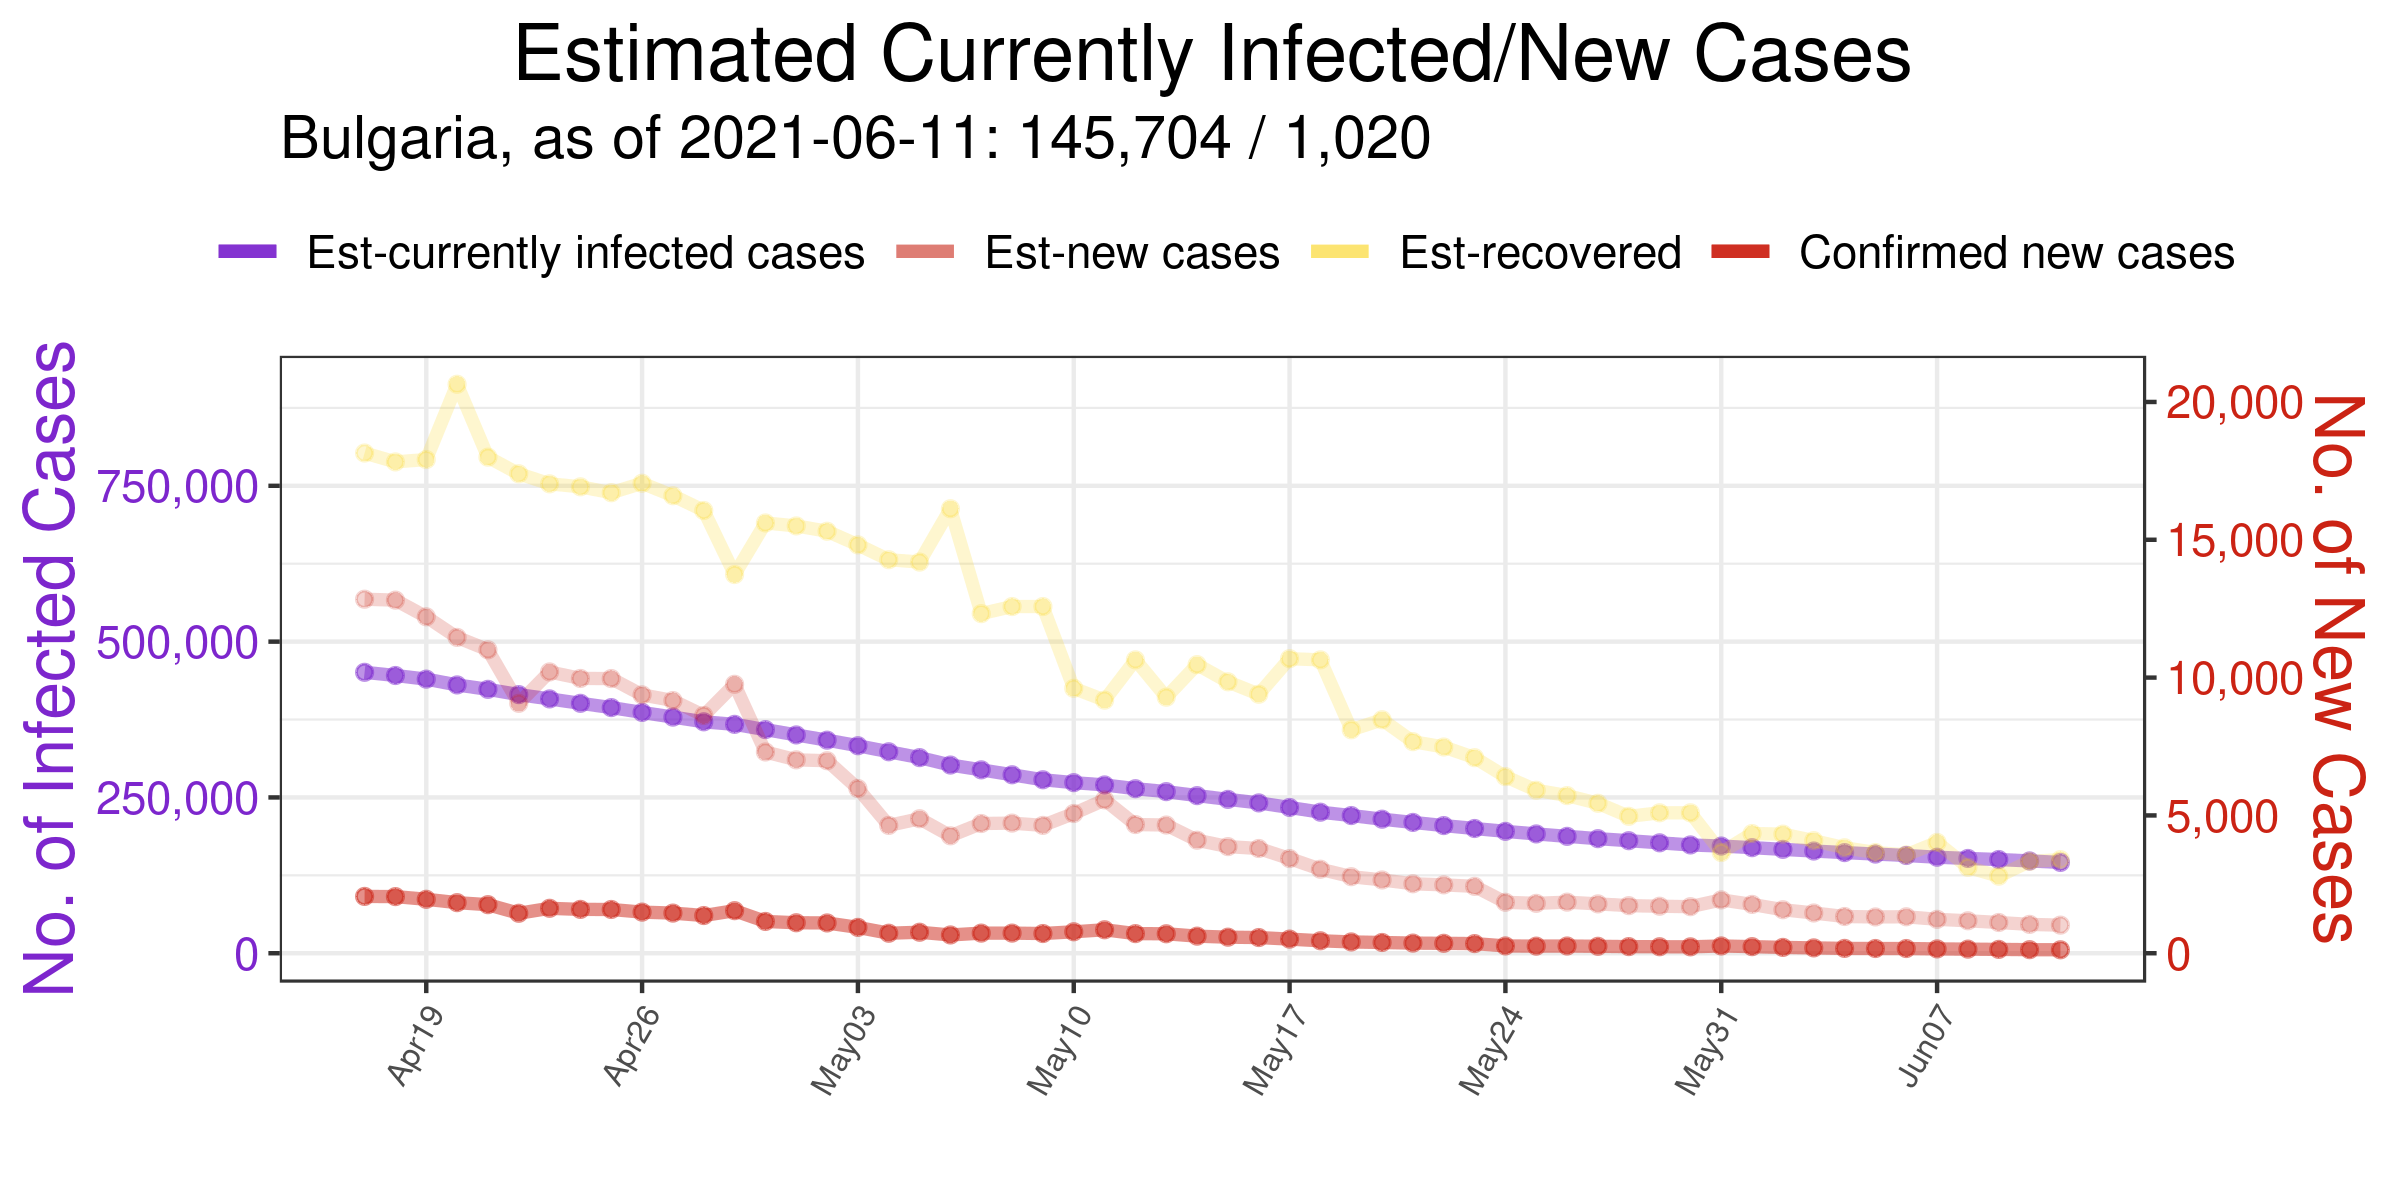 Estimated Currently Infected/New Cases
Bulgaria, as of 2021-06-11: 145,704 / 1,020
Est-currently infected cases Est-new cases Est-recovered Confirmed new cases
No. of Infected Cases
750,000
500,000
250,000
0
20,000
15,000
10,000
5,000
0
No. of New Cases
Apr19 Apr26 May03 May10 May17 May24 May31 Jun07